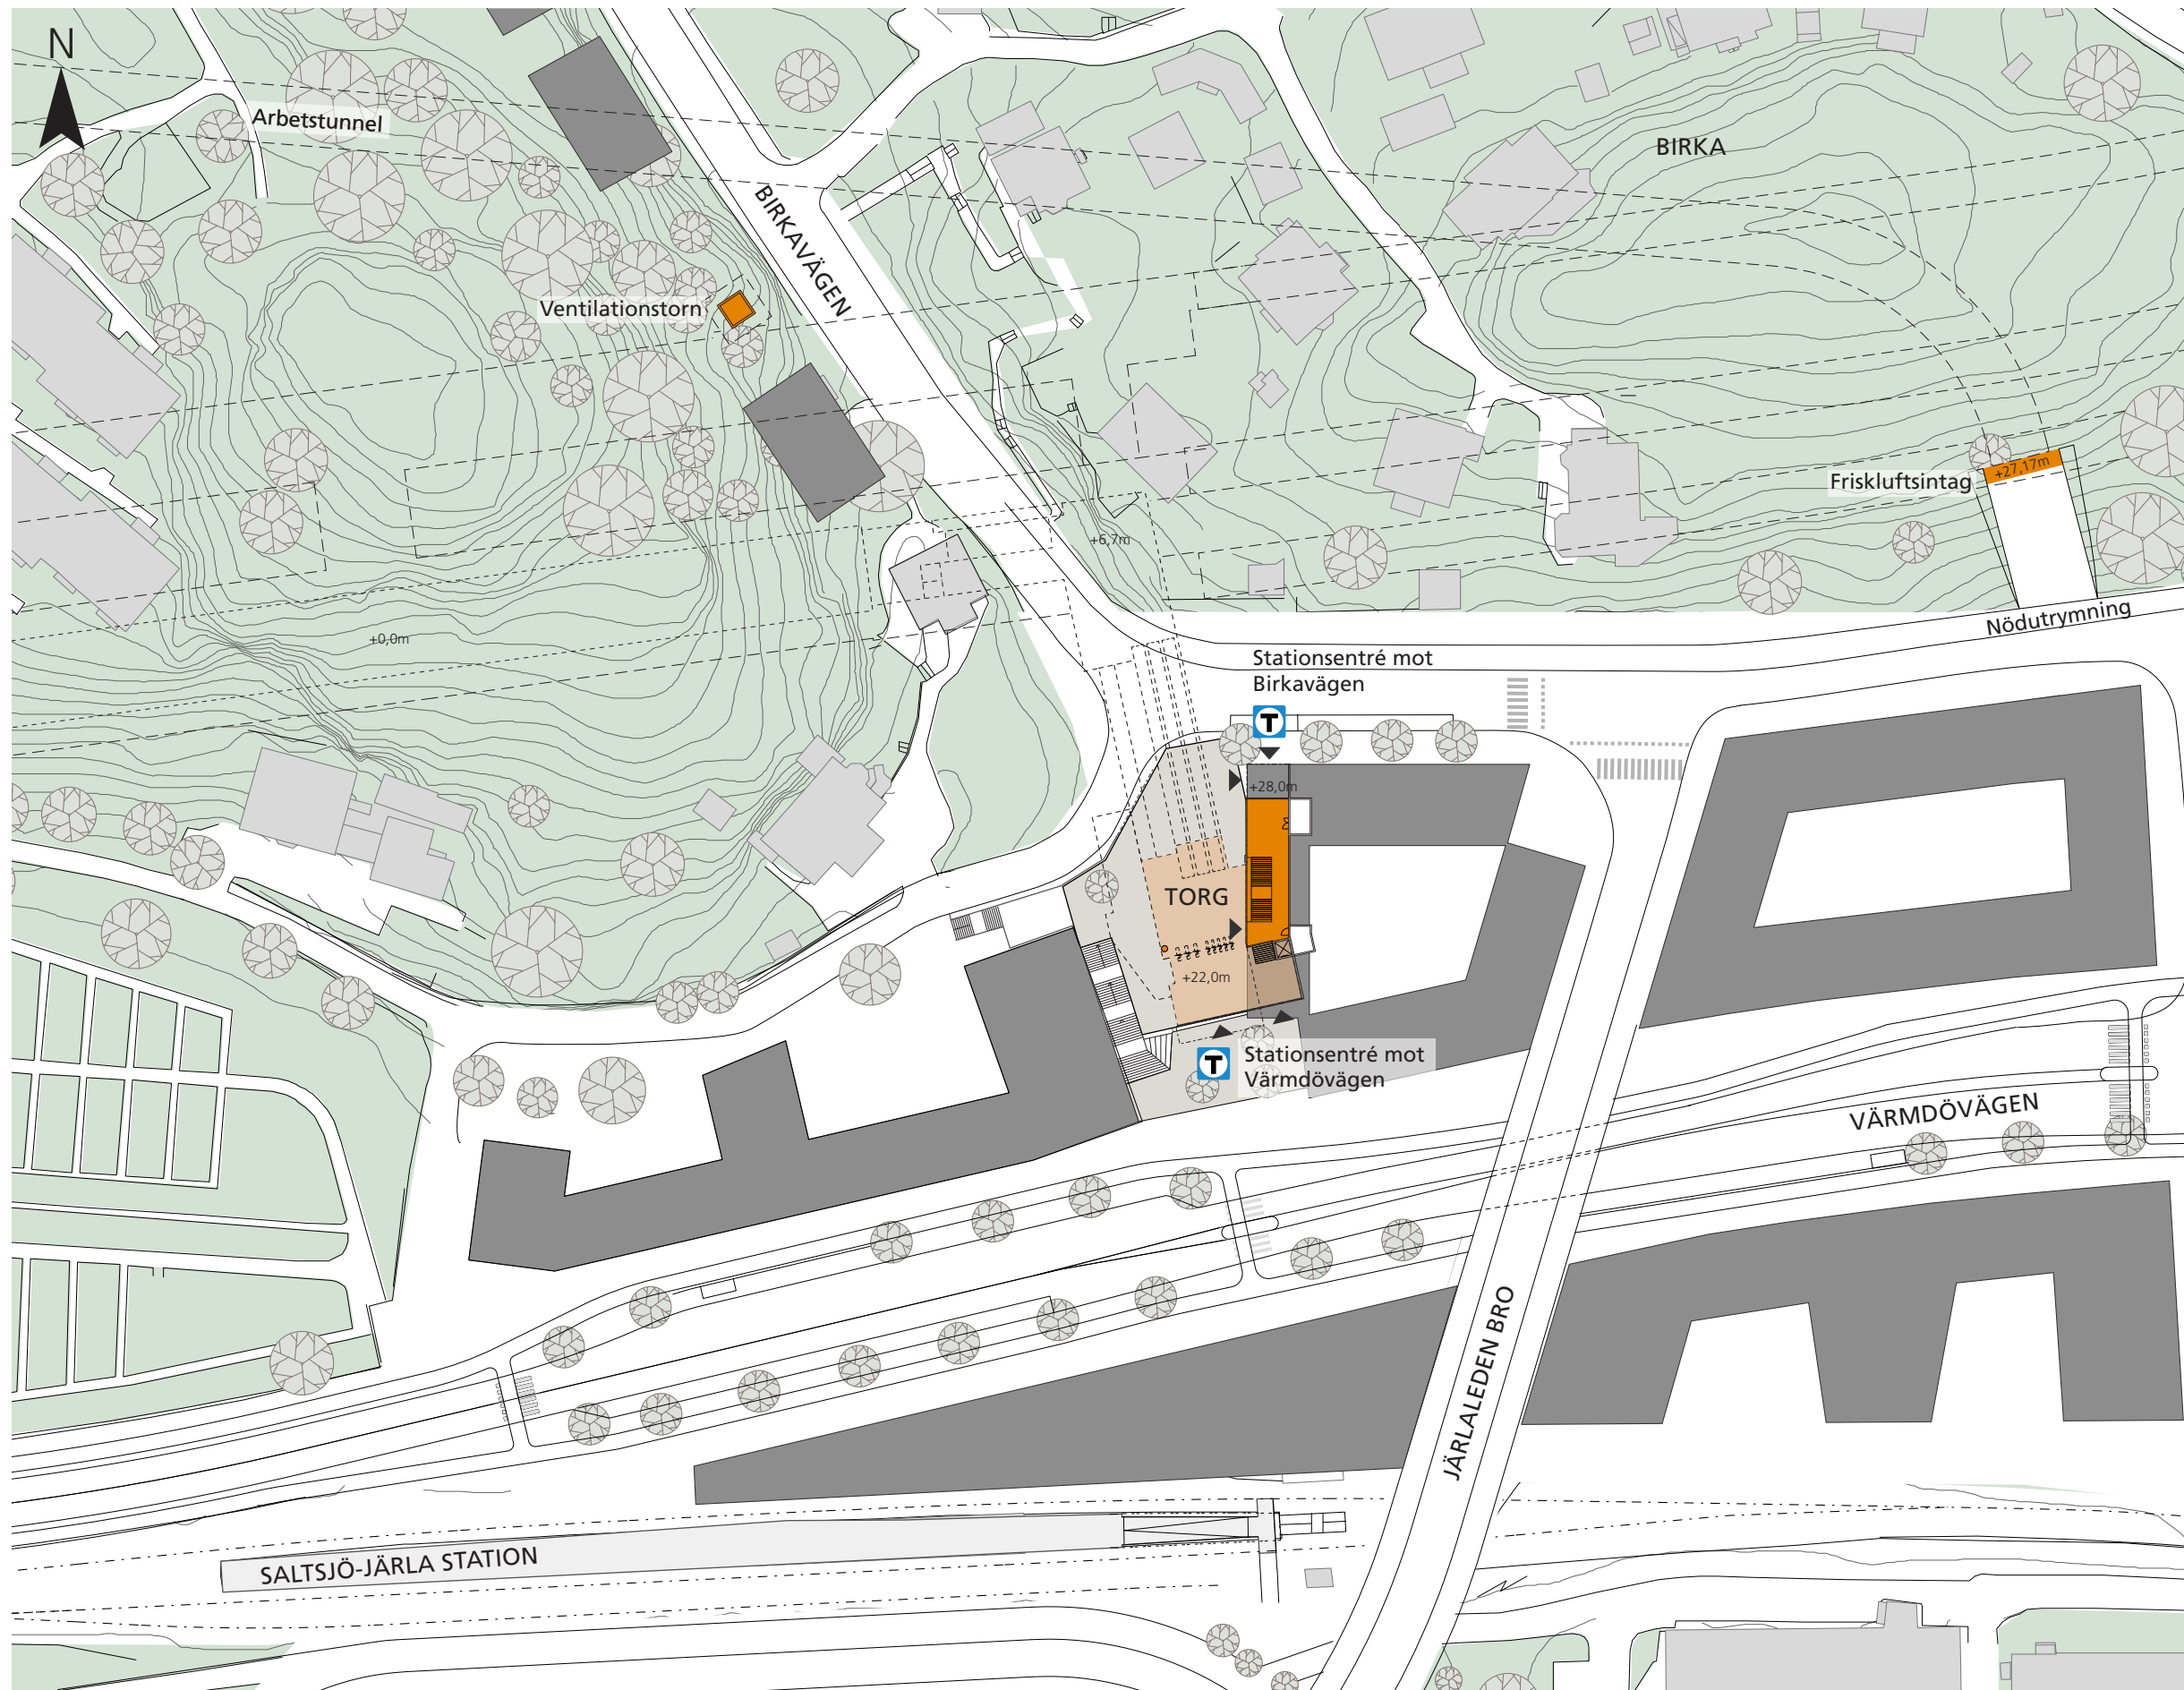 N
Arbetstunnel
BIRKA
BIRKAVÄGEN
Ventilationstorn
Friskluftsintag
+27,17m
+6,7m
+0,0m
Nödutrymning
Stationsentré mot
Birkavägen
T
+28,0m
TORG
+22,0m
T
Stationsentré mot
Värmdövägen
VÄRMDÖVÄGEN
JÄRLALEDEN BRO
SALTSJÖ-JÄRLA STATION